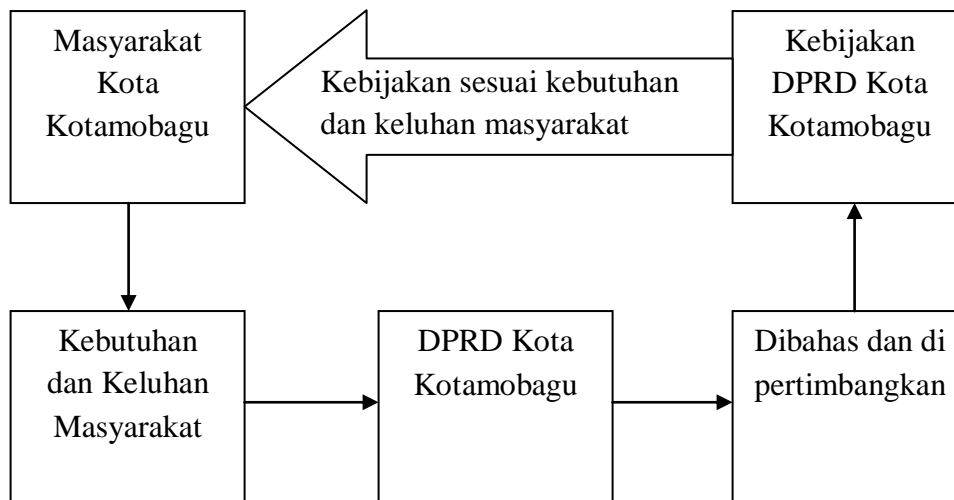 Masyarakat
Kota
Kotamobagu
Kebijakan sesuai kebutuhan
dan keluhan masyarakat
Kebijakan
DPRD Kota
Kotamobagu
Kebutuhan
dan Keluhan
Masyarakat
DPRD Kota
Kotamobagu
Dibahas dan di
pertimbangkan